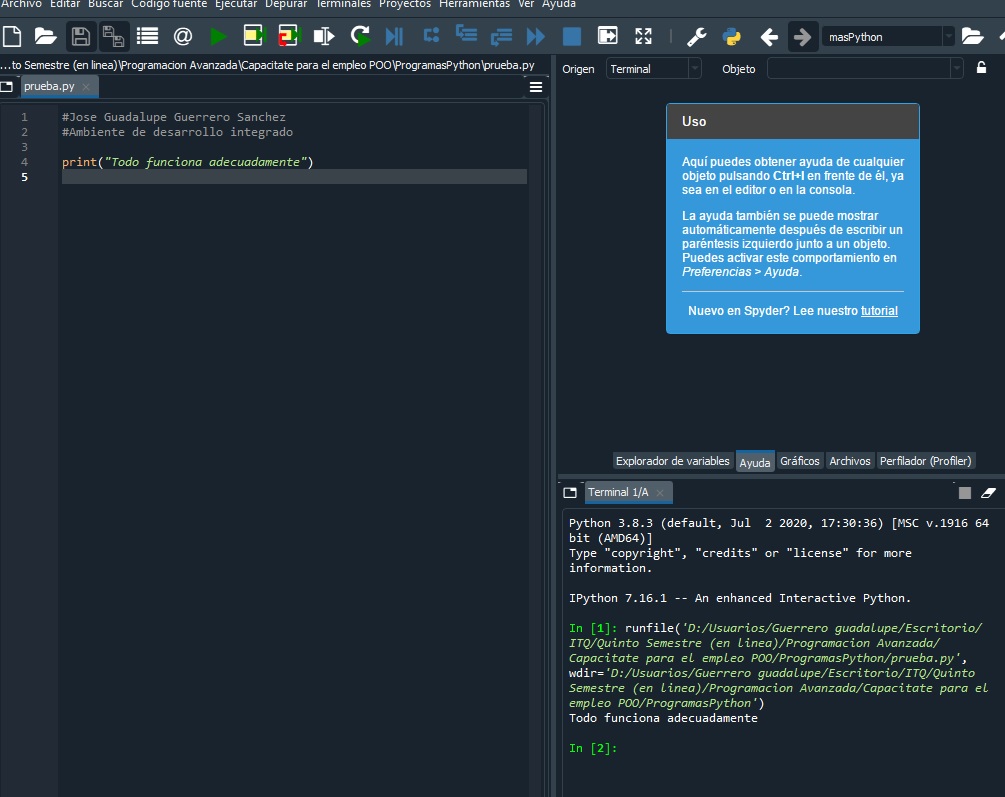 Archivo Editar Buscar Código fuente Ejecutar Depurar Terminales Proyectos Herramientas Ver Ayuda
masPython
...to Semestre (en linea)\Programacion Avanzada\Capacitate para el empleo POO\ProgramasPython\prueba.py
prueba.py
1 #Jose Guadalupe Guerrero Sanchez
2 #Ambiente de desarrollo integrado
3
4 print("Todo funciona adecuadamente")
5
Origen Terminal Objeto
Uso
Aquí puedes obtener ayuda de cualquier
objeto pulsando Ctrl+I en frente de él, ya
sea en el editor o en la consola.
La ayuda también se puede mostrar
automáticamente después de escribir un
paréntesis izquierdo junto a un objeto.
Puedes activar este comportamiento en
Preferencias > Ayuda.
Nuevo en Spyder? Lee nuestro tutorial
Explorador de variables Ayuda Gráficos Archivos Perfilador (Profiler)
Terminal 1/A
Python 3.8.3 (default, Jul  2 2020, 17:30:36) [MSC v.1916 64
bit (AMD64)]
Type "copyright", "credits" or "license" for more
information.
IPython 7.16.1 -- An enhanced Interactive Python.
In [1]: runfile('D:/Usuarios/Guerrero guadalupe/Escritorio/
ITQ/Quinto Semestre (en linea)/Programacion Avanzada/
Capacitate para el empleo POO/ProgramasPython/prueba.py',
wdir='D:/Usuarios/Guerrero guadalupe/Escritorio/ITQ/Quinto
Semestre (en linea)/Programacion Avanzada/Capacitate para el
empleo POO/ProgramasPython')
Todo funciona adecuadamente
In [2]: